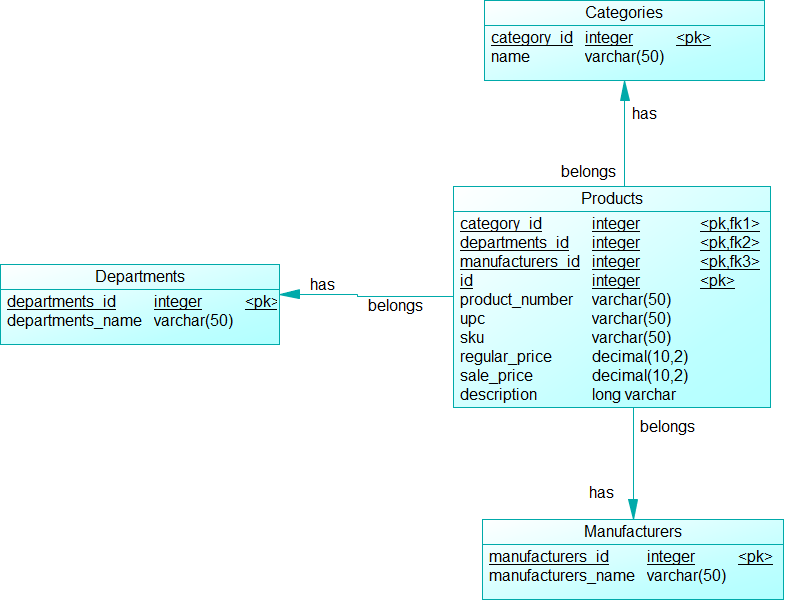 Categories
category_id integer <pk>
name varchar(50)
has
belongs
Products
category_id integer <pk,fk1>
departments_id integer <pk,fk2>
manufacturers_id integer <pk,fk3>
id integer <pk>
product_number varchar(50)
upc varchar(50)
sku varchar(50)
regular_price decimal(10,2)
sale_price decimal(10,2)
description long varchar
Departments
departments_id integer <pk>
departments_name varchar(50)
has
belongs
belongs
has
Manufacturers
manufacturers_id integer <pk>
manufacturers_name varchar(50)